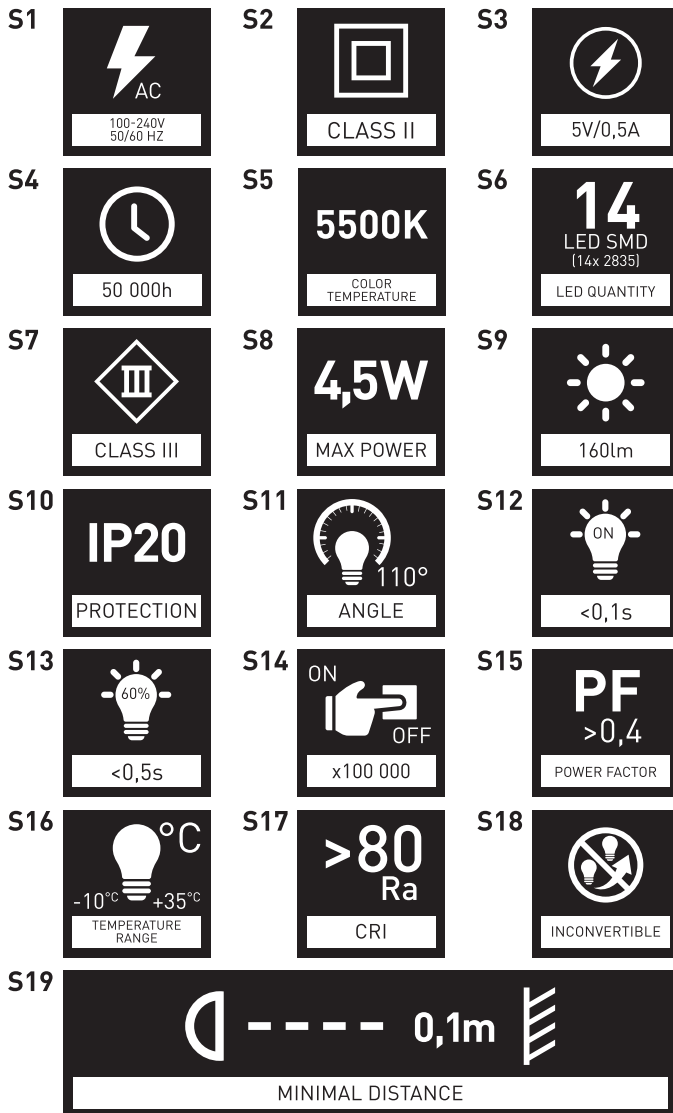 S1
AC
100-240V
50/60 HZ
S2
CLASS II
S3
5V/0,5A
S4
50 000h
S5
5500K
COLOR
TEMPERATURE
S6
14
LED SMD
(14x 2835)
LED QUANTITY
S7
III
CLASS III
S8
4,5W
MAX POWER
S9
160lm
S10
IP20
PROTECTION
S11
110°
ANGLE
S12
ON
<0,1s
S13
60%
<0,5s
S14
ON
OFF
x100 000
S15
PF
>0,4
POWER FACTOR
S16
°C
-10°C +35°C
TEMPERATURE
RANGE
S17
>80
Ra
CRI
S18
INCONVERTIBLE
S19
0,1m
MINIMAL DISTANCE